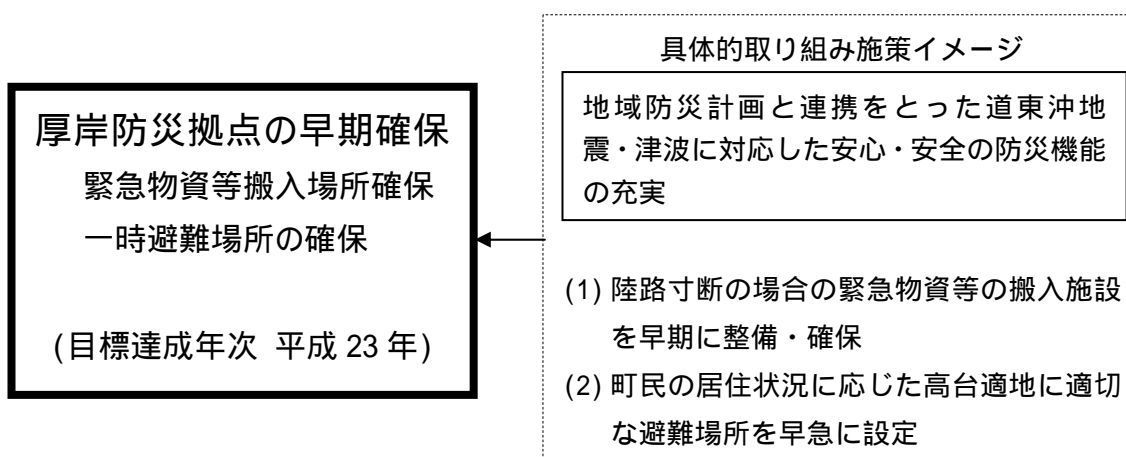 厚岸防災拠点の早期確保
緊急物資等搬入場所確保
一時避難場所の確保
(目標達成年次 平成 23 年)
具体的取り組み施策イメージ
地域防災計画と連携をとった道東沖地
震・津波に対応した安心・安全の防災機能
の充実
(1) 陸路寸断の場合の緊急物資等の搬入施設
を早期に整備・確保
(2) 町民の居住状況に応じた高台適地に適切
な避難場所を早急に設定